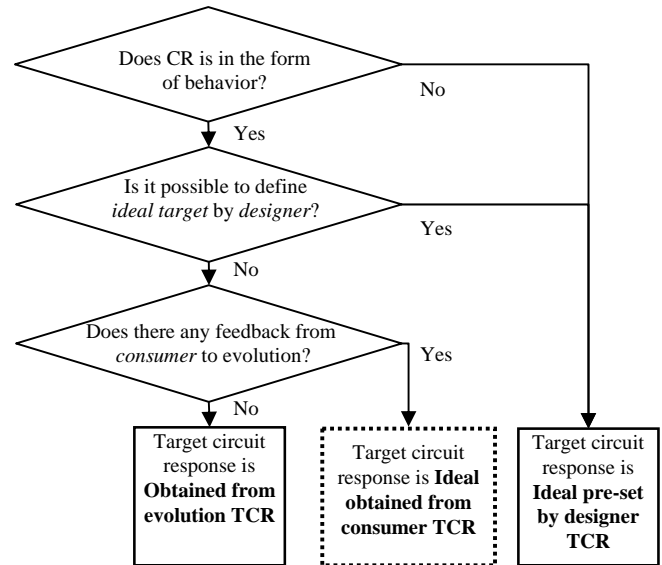 Does CR is in the form
of behavior?
No
Yes
Is it possible to define
ideal target by designer?
Yes
No
Does there any feedback from
consumer to evolution?
Yes
No
Target circuit
response is
Obtained from
evolution TCR
Target circuit
response is Ideal
obtained from
consumer TCR
Target circuit
response is
Ideal pre-set
by designer
TCR